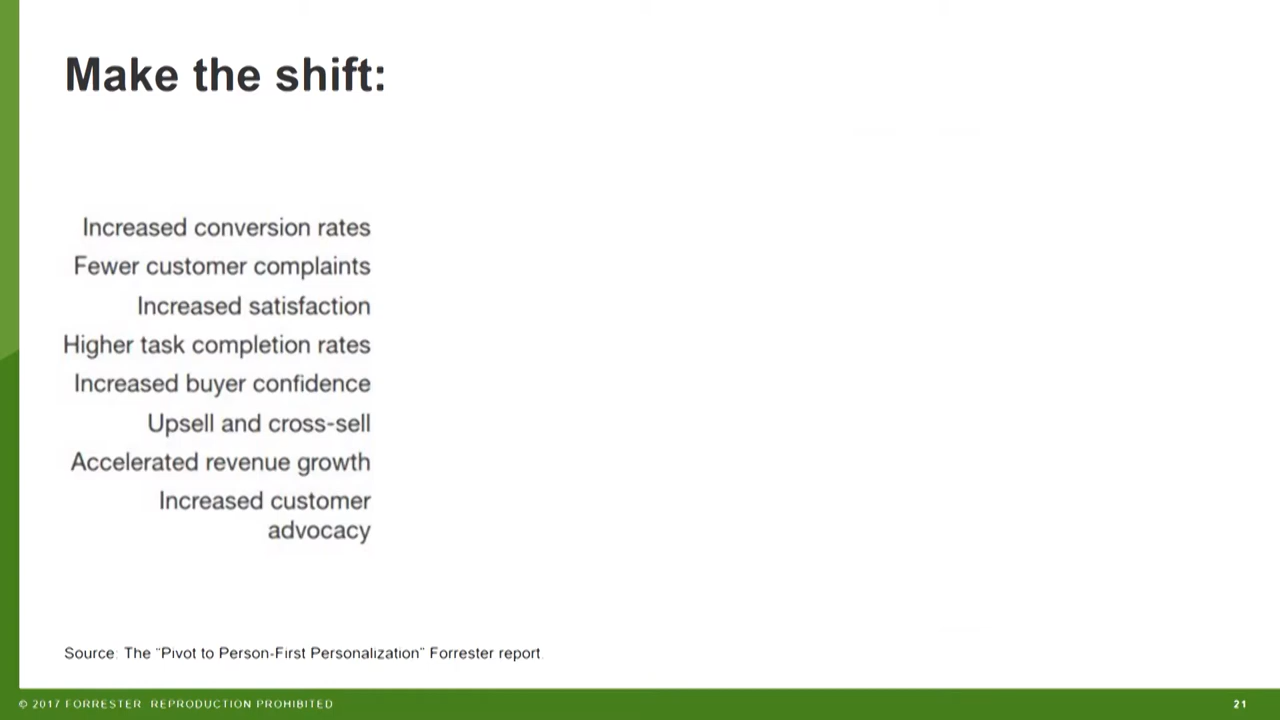 Make the shift:
Increased conversion rates
Fewer customer complaints
Increased satisfaction
Higher task completion rates
Increased buyer confidence
Upsell and cross-sell
Accelerated revenue growth
Increased customer
advocacy
Source: The "Pivot to Person-First Personalization" Forrester report
© 2017 FORRESTER REPRODUCTION PROHIBITED
21